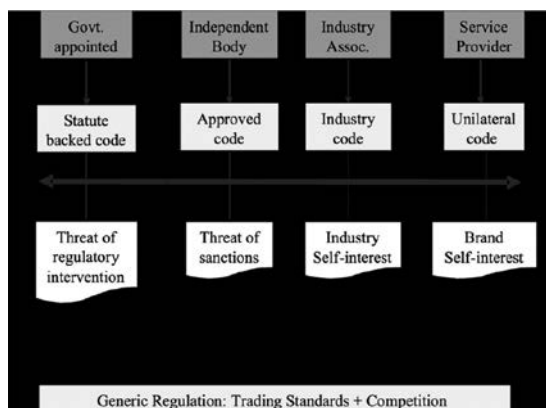 Govt.
appointed
Independent
Body
Industry
Assoc.
Service
Provider
Statute
backed code
Approved
code
Industry
code
Unilateral
code
Threat of
regulatory
intervention
Threat of
sanctions
Industry
Self-interest
Brand
Self-interest
Generic Regulation: Trading Standards + Competition